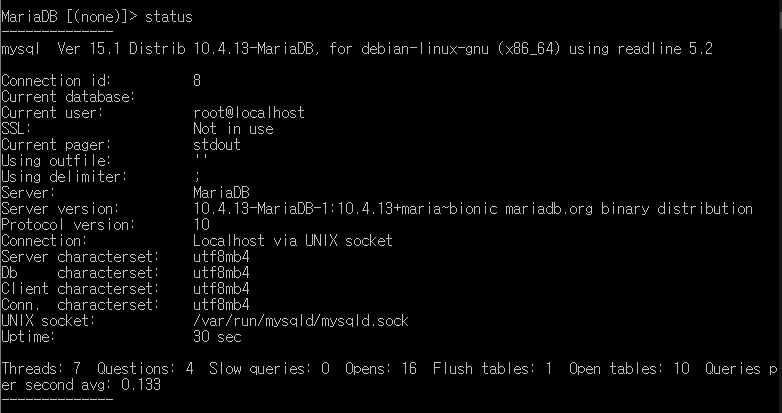 MariaDB [(none)]> status
--------------
mysql  Ver 15.1 Distrib 10.4.13-MariaDB, for debian-linux-gnu (x86_64) using readline 5.2

Connection id:          8
Current database:
Current user:           root@localhost
SSL:                    Not in use
Current pager:          stdout
Using outfile:          ''
Using delimiter:        ;
Server:                 MariaDB
Server version:         10.4.13-MariaDB-1:10.4.13+maria~bionic mariadb.org binary distribution
Protocol version:       10
Connection:             Localhost via UNIX socket
Server characterset:    utf8mb4
Db     characterset:    utf8mb4
Client characterset:    utf8mb4
Conn.  characterset:    utf8mb4
UNIX socket:            /var/run/mysqld/mysqld.sock
Uptime:                 30 sec

Threads: 7  Questions: 4  Slow queries: 0  Opens: 16  Flush tables: 1  Open tables: 10  Queries p
er second avg: 0.133
--------------